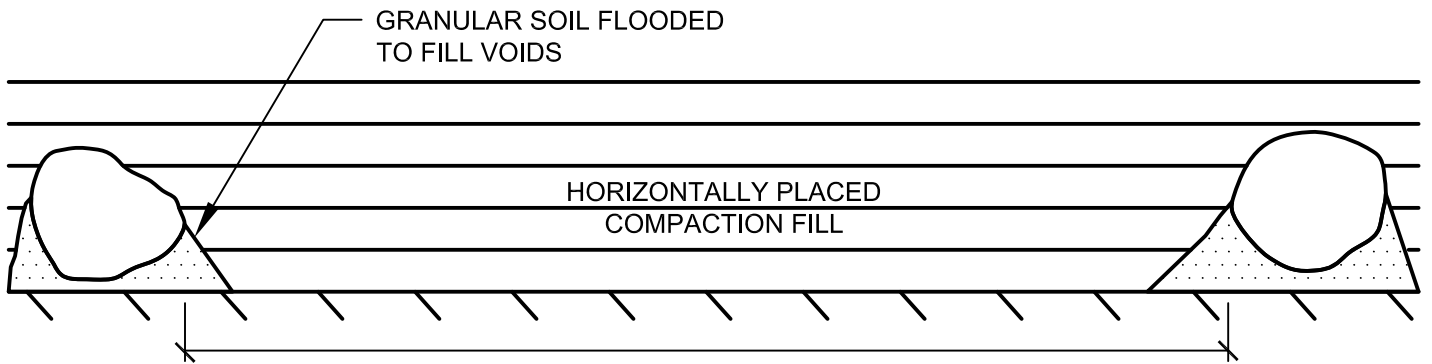 GRANULAR SOIL FLOODED
TO FILL VOIDS
HORIZONTALLY PLACED
COMPACTION FILL